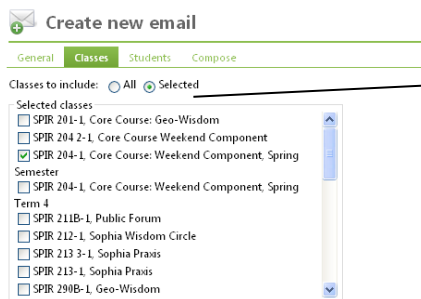 Create new email
General Classes Students Compose
Classes to include: All Selected
Selected classes
SPIR 201-1, Core Course: Geo-Wisdom
SPIR 204 2-1, Core Course Weekend Component
SPIR 204-1, Core Course: Weekend Component, Spring
Semester
SPIR 204-1, Core Course: Weekend Component, Spring
Term 4
SPIR 211B-1, Public Forum
SPIR 212-1, Sophia Wisdom Circle
SPIR 213 3-1, Sophia Praxis
SPIR 213-1, Sophia Praxis
SPIR 290B-1, Geo-Wisdom